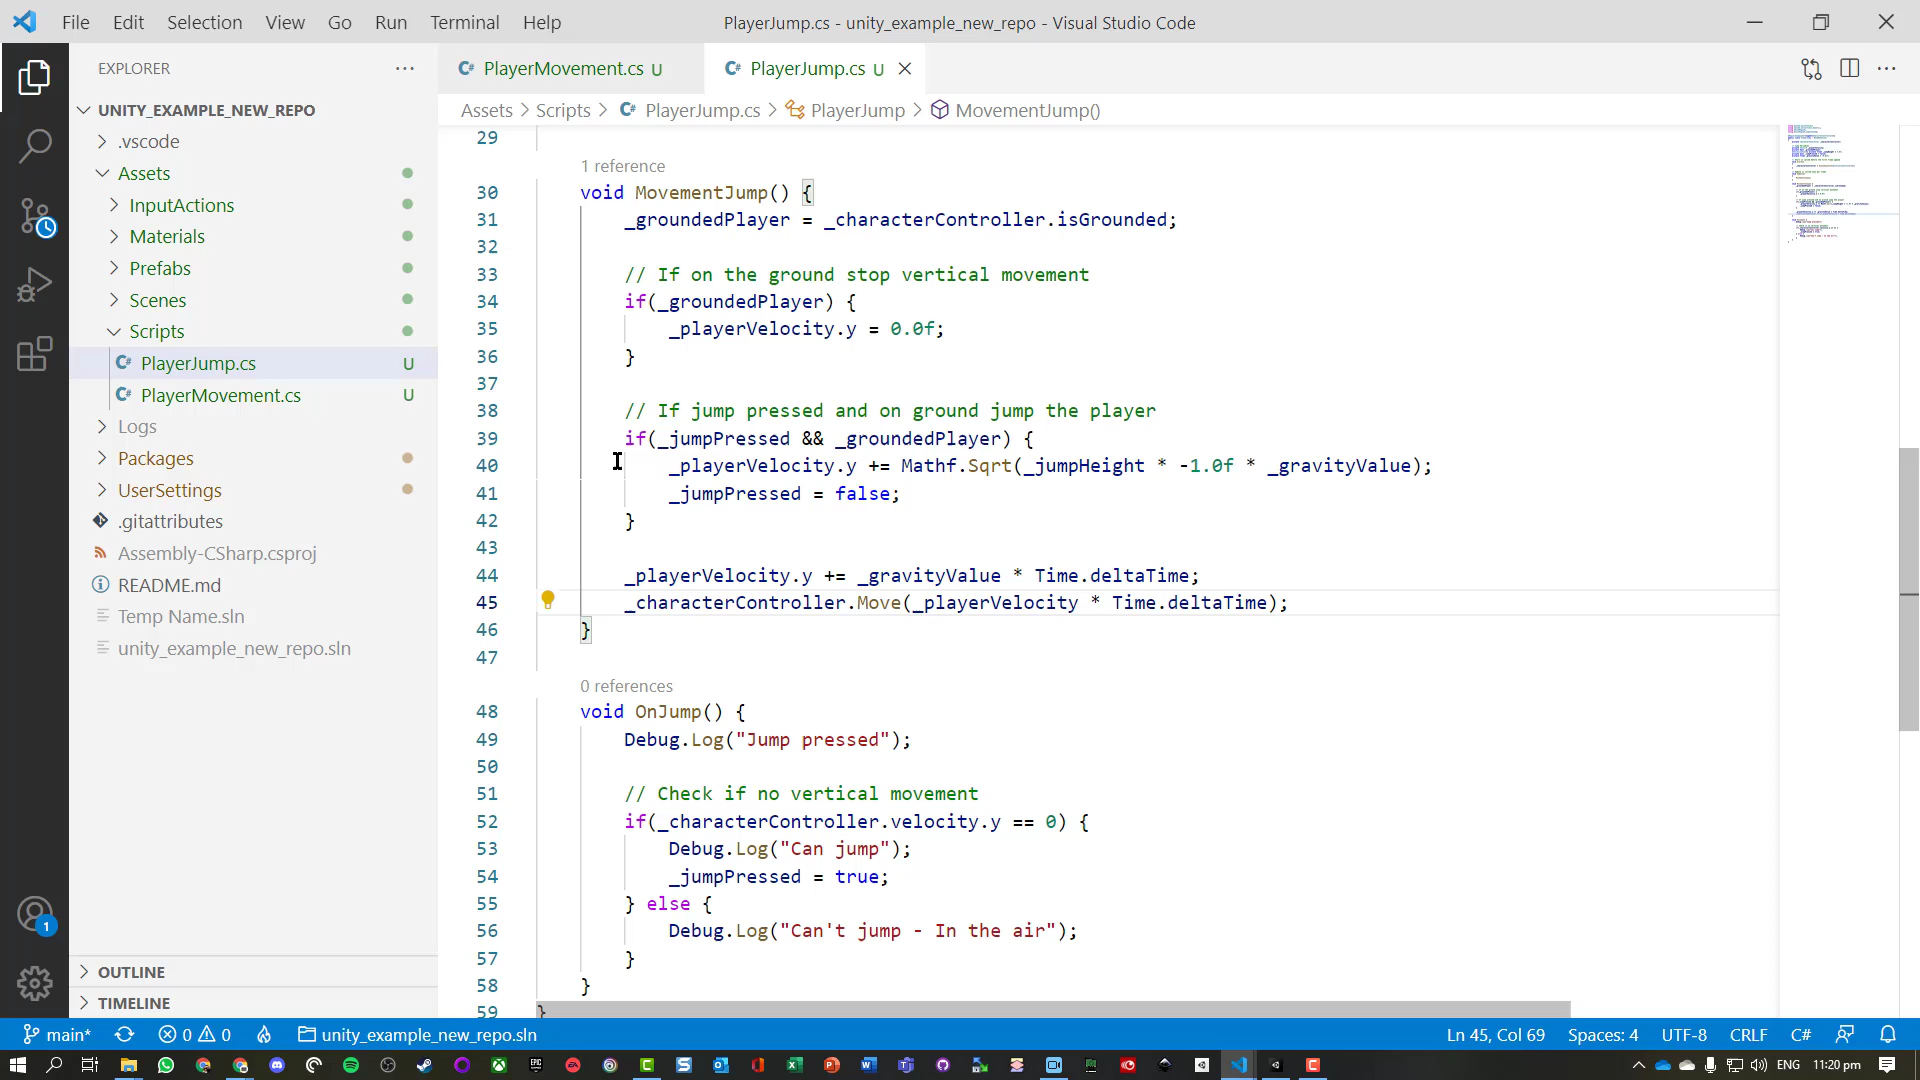 File Edit Selection View Go Run Terminal Help
PlayerJump.cs - unity_example_new_repo - Visual Studio Code
EXPLORER
UNITY_EXAMPLE_NEW_REPO
.vscode
Assets
InputActions
Materials
Prefabs
Scenes
Scripts
PlayerJump.cs U
PlayerMovement.cs U
Logs
Packages
UserSettings
.gitattributes
Assembly-CSharp.csproj
README.md
Temp Name.sln
unity_example_new_repo.sln
OUTLINE
TIMELINE
PlayerMovement.cs U
PlayerJump.cs U
Assets > Scripts > PlayerJump.cs > PlayerJump > MovementJump()
29
1 reference
30 void MovementJump() {
31 _groundedPlayer = _characterController.isGrounded;
32
33 // If on the ground stop vertical movement
34 if(_groundedPlayer) {
35 _playerVelocity.y = 0.0f;
36 }
37
38 // If jump pressed and on ground jump the player
39 if(_jumpPressed && _groundedPlayer) {
40 _playerVelocity.y += Mathf.Sqrt(_jumpHeight * -1.0f * _gravityValue);
41 _jumpPressed = false;
42 }
43
44 _playerVelocity.y += _gravityValue * Time.deltaTime;
45 _characterController.Move(_playerVelocity * Time.deltaTime);
46 }
47
0 references
48 void OnJump() {
49 Debug.Log("Jump pressed");
50
51 // Check if no vertical movement
52 if(_characterController.velocity.y == 0) {
53 Debug.Log("Can jump");
54 _jumpPressed = true;
55 } else {
56 Debug.Log("Can't jump - In the air");
57 }
58 }
59 }
1
main* 0 0 unity_example_new_repo.sln
Ln 45, Col 69 Spaces: 4 UTF-8 CRLF C#
ENG 11:20 pm